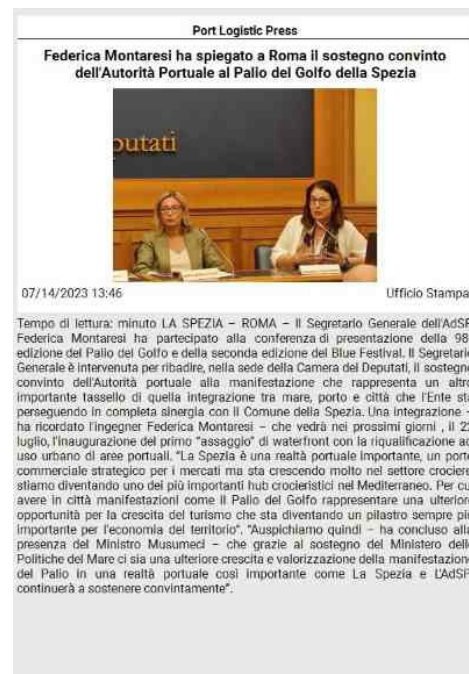 Port Logistic Press
Federica Montaresi ha spiegato a Roma il sostegno convinto
dell'Autorità Portuale al Palio del Golfo della Spezia
putati
07/14/2023 13:46 Ufficio Stampa
Tempo di lettura: minuto LA SPEZIA – ROMA – Il Segretario Generale dell'AdSP
Federica Montaresi ha partecipato alla conferenza di presentazione della 98
edizione del Palio del Golfo e della seconda edizione del Blue Festival. Il Segretario
Generale è intervenuta per ribadire, nella sede della Camera dei Deputati, il sostegno
convinto dell'Autorità portuale alla manifestazione che rappresenta un altro
importante tassello di quella integrazione tra mare, porto e città che l'Ente sta
perseguendo in completa sinergia con il Comune della Spezia. Una integrazione –
ha ricordato l'ingegner Federica Montaresi – che vedrà nei prossimi giorni , il 22
luglio, l'inaugurazione del primo "assaggio" di waterfront con la riqualificazione ad
uso urbano di aree portuali. "La Spezia è una realtà portuale importante, un porto
commerciale strategico per i mercati ma sta crescendo molto nel settore crociere
stiamo diventando uno dei più importanti hub crocieristici nel Mediterraneo. Per cui
avere in città manifestazioni come il Palio del Golfo rappresentare una ulteriore
opportunità per la crescita del turismo che sta diventando un pilastro sempre più
importante per l'economia del territorio". "Auspichiamo quindi – ha concluso alla
presenza del Ministro Musumeci – che grazie al sostegno del Ministero delle
Politiche del Mare ci sia una ulteriore crescita e valorizzazione della manifestazione
del Palio in una realtà portuale così importante come La Spezia e L'AdSP
continuerà a sostenere convintamente".